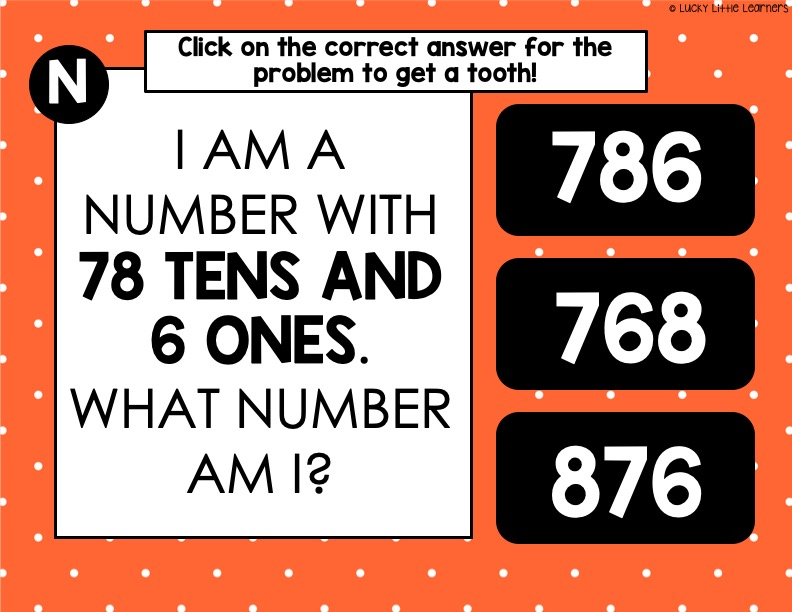 © Lucky Little Learners
Click on the correct answer for the
problem to get a tooth!
N
I AM A
NUMBER WITH
78 TENS AND
6 ONES.
WHAT NUMBER
AM I?
786
768
876